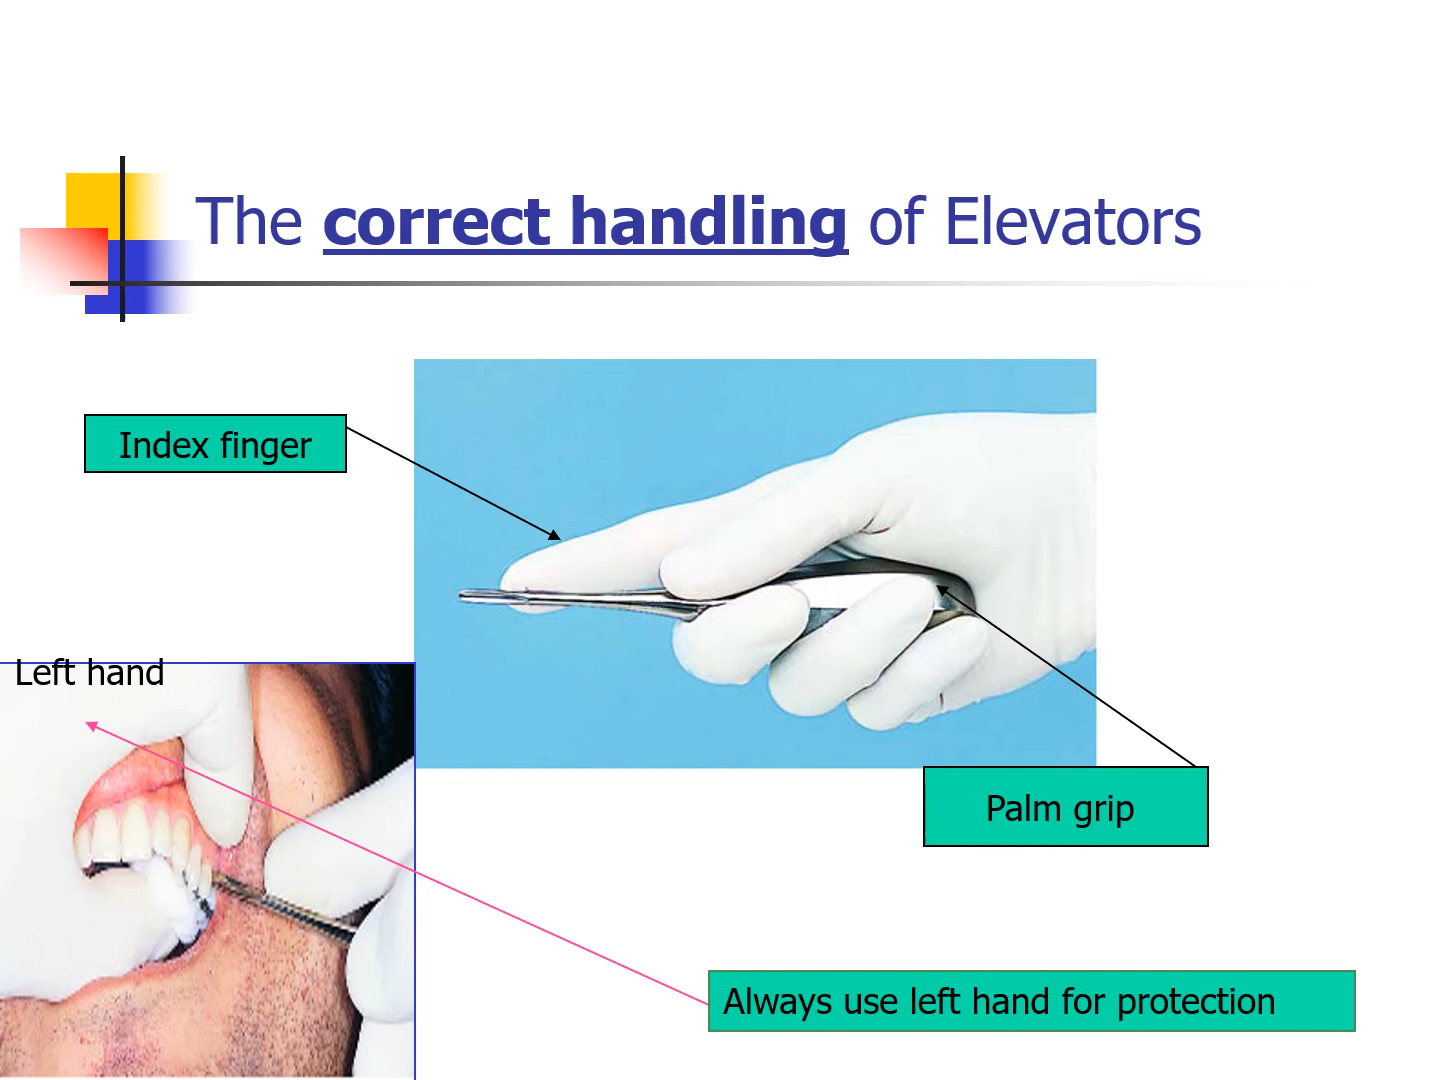 The correct handling of Elevators
Index finger
Left hand
Palm grip
Always use left hand for protection